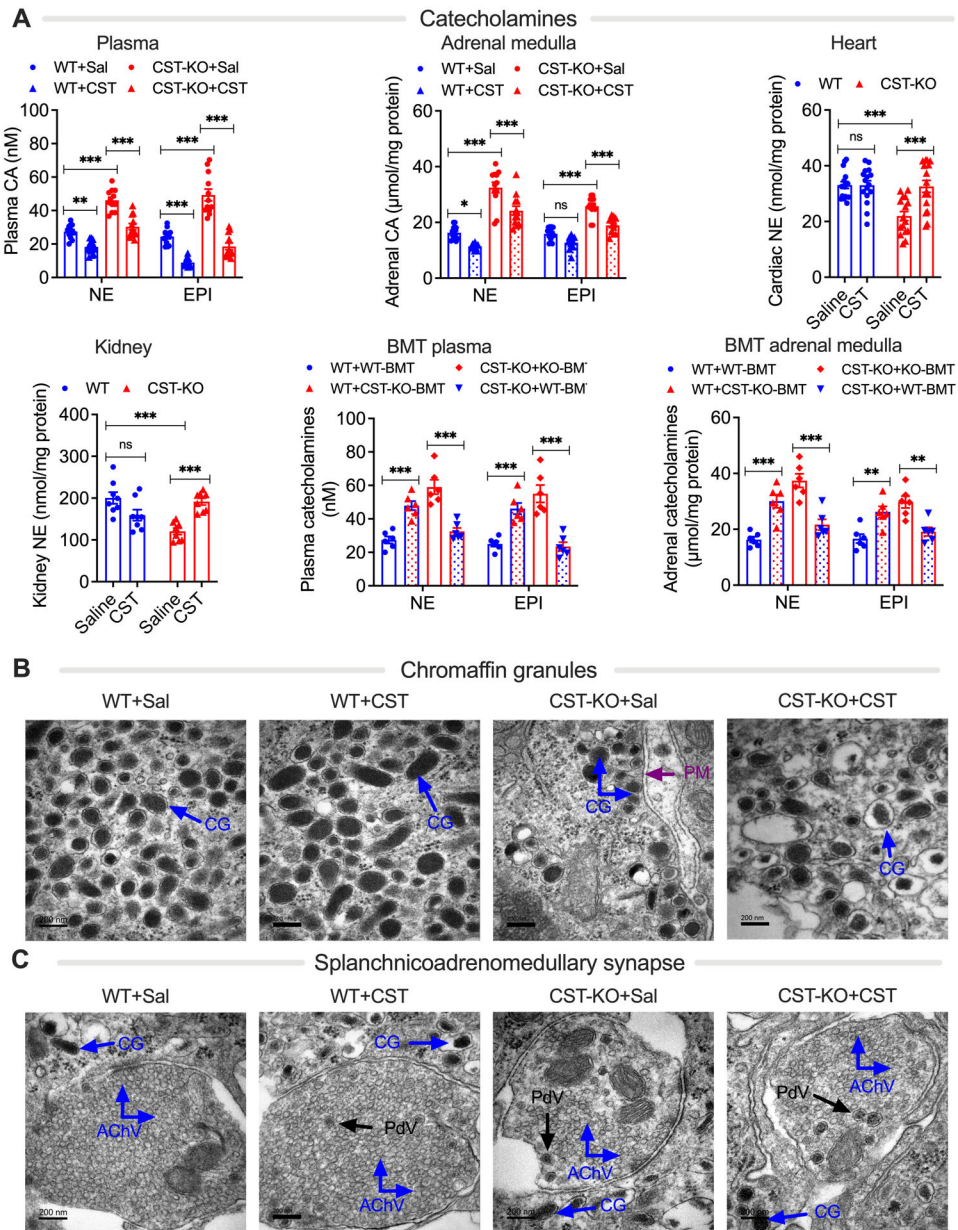 A
Catecholamines
Plasma
WT+Sal CST-KO+Sal
WT+CST CST-KO+CST
Plasma CA (nM)
100
80
60
40
20
0
***
***
**
***
***
***
NE EPI
Adrenal medulla
WT+Sal CST-KO+Sal
WT+CST CST-KO+CST
Adrenal CA (μmol/mg protein)
60
40
20
0
***
***
*
***
***
ns
NE EPI
Heart
WT CST-KO
Cardiac NE (nmol/mg protein)
60
40
20
0
***
ns
***
Saline
CST
Saline
CST
Kidney
WT CST-KO
Kidney NE (nmol/mg protein)
400
300
200
100
0
***
ns
***
Saline
CST
Saline
CST
BMT plasma
WT+WT-BMT CST-KO+KO-BMT
WT+CST-KO-BMT CST-KO+WT-BMT
Plasma catecholamines
(nM)
100
80
60
40
20
0
***
***
***
***
NE EPI
BMT adrenal medulla
WT+WT-BMT CST-KO+KO-BMT
WT+CST-KO-BMT CST-KO+WT-BMT
Adrenal catecholamines
(μmol/mg protein)
60
40
20
0
***
***
**
**
NE EPI
B
Chromaffin granules
WT+Sal WT+CST CST-KO+Sal CST-KO+CST
CG
200 nm
CG
200 nm
PM
CG
CG
200 nm
C
Splanchnicoadrenomedullary synapse
WT+Sal WT+CST CST-KO+Sal CST-KO+CST
CG
AChV
200 nm
CG
PdV
AChV
200 nm
PdV
AChV
CG
200 nm
AChV
PdV
CG
200 nm